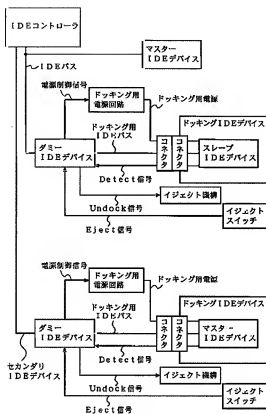 IDEコントローラ
IDEバス
マスター
IDEデバイス
電源制御信号
ドッキング用
電源回路
ドッキング用電源
ドッキング用
IDEバス
ドッキングIDEデバイス
ダミー
IDEデバイス
コネクタ
コネクタ
スレーブ
IDEデバイス
Detect信号
イジェクト機構
Undock信号
イジェクト
スイッチ
Eject信号
電源制御信号
ドッキング用
電源回路
ドッキング用電源
ドッキング用
IDEバス
ドッキングIDEデバイス
ダミー
IDEデバイス
コネクタ
コネクタ
マスター
IDEデバイス
Detect信号
セカンダリ
IDEデバイス
イジェクト機構
Undock信号
イジェクト
スイッチ
Eject信号